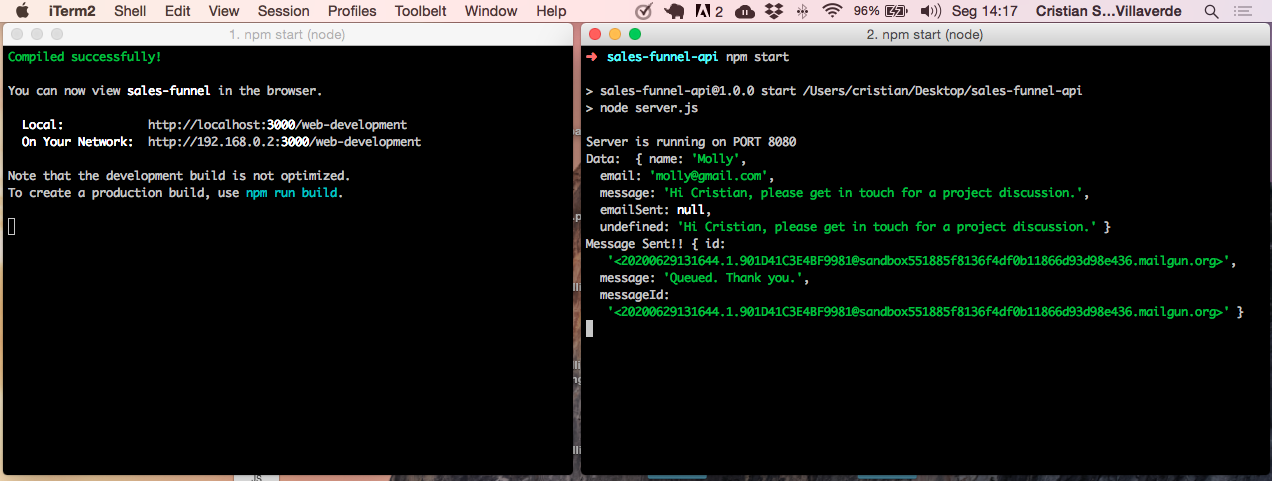 iTerm2 Shell Edit View Session Profiles Toolbelt Window Help 2 96% Seg 14:17 Cristian S...Villaverde
1. npm start (node)
Compiled successfully!
You can now view sales-funnel in the browser.
Local: http://localhost:3000/web-development
On Your Network: http://192.168.0.2:3000/web-development
Note that the development build is not optimized.
To create a production build, use npm run build.
2. npm start (node)
➜ sales-funnel-api npm start
> sales-funnel-api@1.0.0 start /Users/cristian/Desktop/sales-funnel-api
> node server.js
Server is running on PORT 8080
Data: { name: 'Molly',
email: 'molly@gmail.com',
message: 'Hi Cristian, please get in touch for a project discussion.',
emailSent: null,
undefined: 'Hi Cristian, please get in touch for a project discussion.' }
Message Sent!! { id:
'<20200629131644.1.901D41C3E4BF9981@sandbox551885f8136f4df0b11866d93d98e436.mailgun.org>',
message: 'Queued. Thank you.',
messageId:
'<20200629131644.1.901D41C3E4BF9981@sandbox551885f8136f4df0b11866d93d98e436.mailgun.org>' }
JS